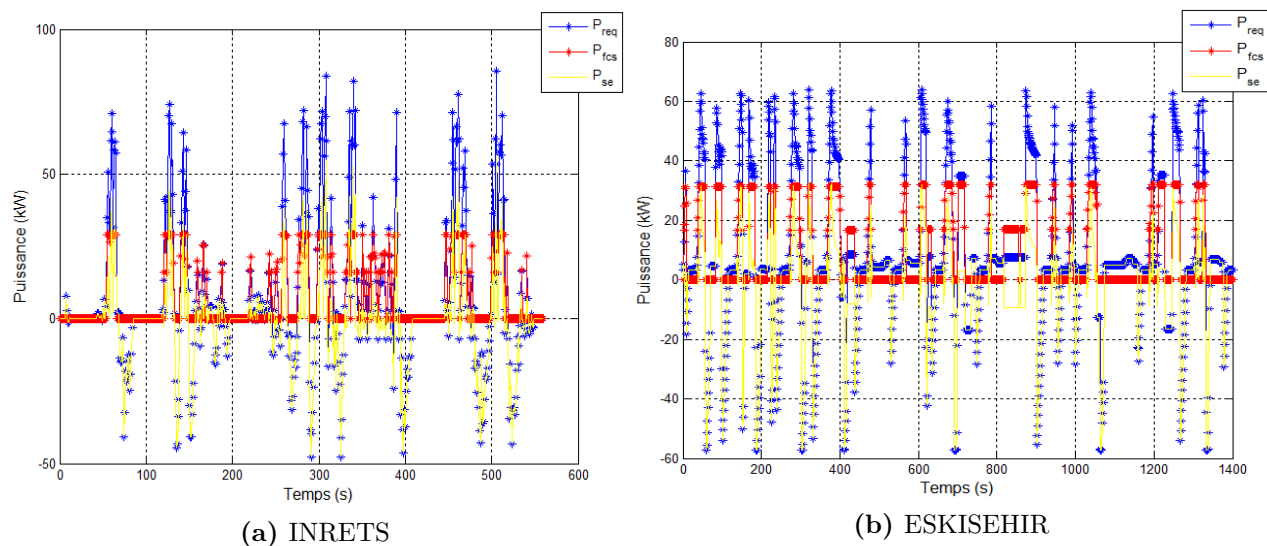 P_req
P_fcs
P_se
100
50
0
-50
0
100
200
300
400
500
600
Puissance (kW)
Temps (s)
(a) INRETS
P_req
P_fcs
P_se
80
60
40
20
0
-20
-40
-60
0
200
400
600
800
1000
1200
1400
Puissance (kW)
Temps (s)
(b) ESKISEHIR